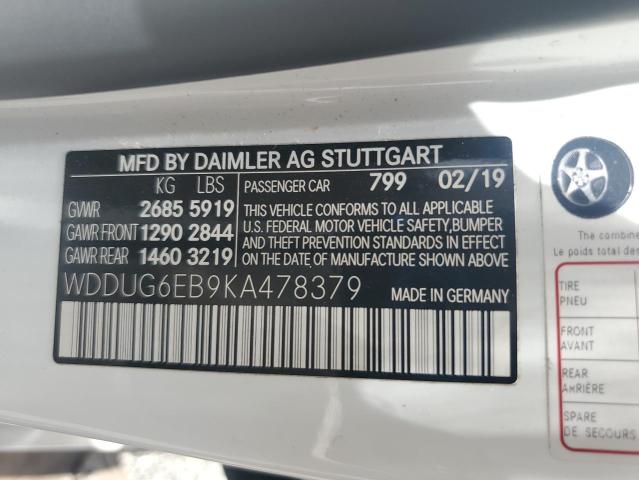 MFD BY DAIMLER AG STUTTGART
KG LBS PASSENGER CAR 799 02/19
GVWR 2685 5919
GAWR FRONT 1290 2844
GAWR REAR 1460 3219
THIS VEHICLE CONFORMS TO ALL APPLICABLE
U.S. FEDERAL MOTOR VEHICLE SAFETY, BUMPER
AND THEFT PREVENTION STANDARDS IN EFFECT
ON THE DATE OF MANUFACTURE SHOWN ABOVE.
WDDUG6EB9KA478379 MADE IN GERMANY
The combine
Le poids total
TIRE
PNEU
FRONT
AVANT
REAR
ARRIÈRE
SPARE
DE SECOURS